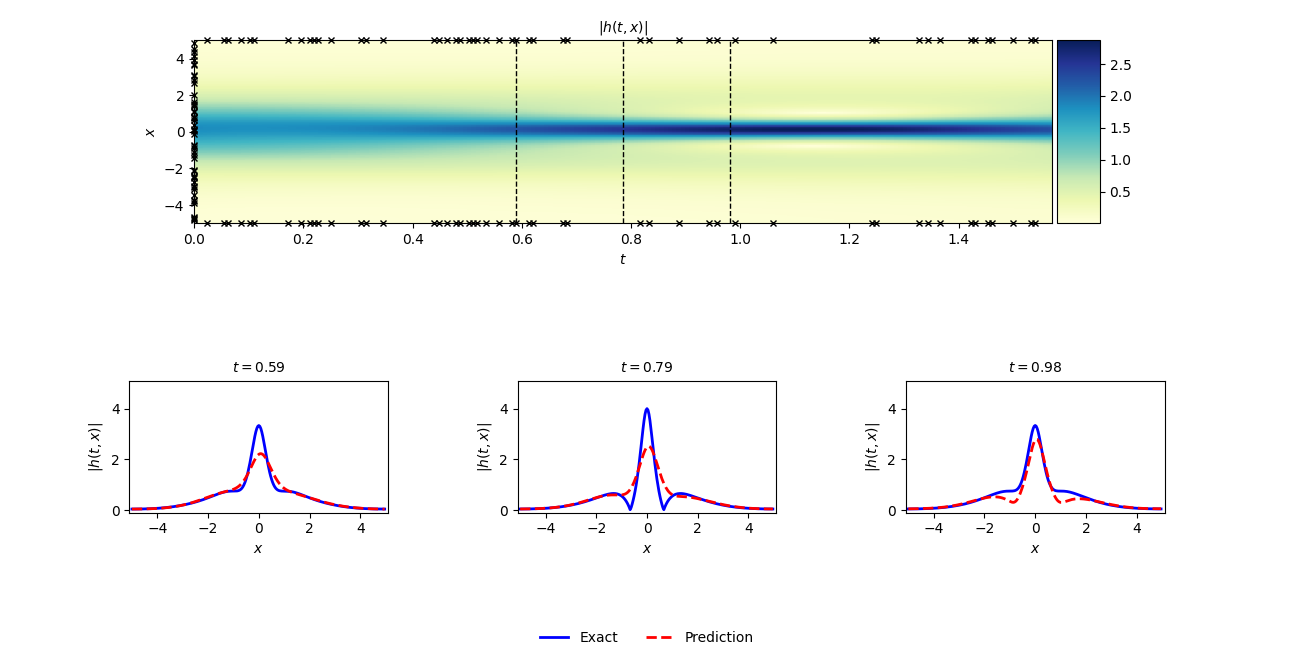 |h(t, x)|
4
2
0
−2
−4
x
0.0 0.2 0.4 0.6 0.8 1.0 1.2 1.4
t
2.5
2.0
1.5
1.0
0.5
t = 0.59
t = 0.79
t = 0.98
|h(t, x)|
4
2
0
−4 −2 0 2 4
x
|h(t, x)|
4
2
0
−4 −2 0 2 4
x
|h(t, x)|
4
2
0
−4 −2 0 2 4
x
Exact Prediction